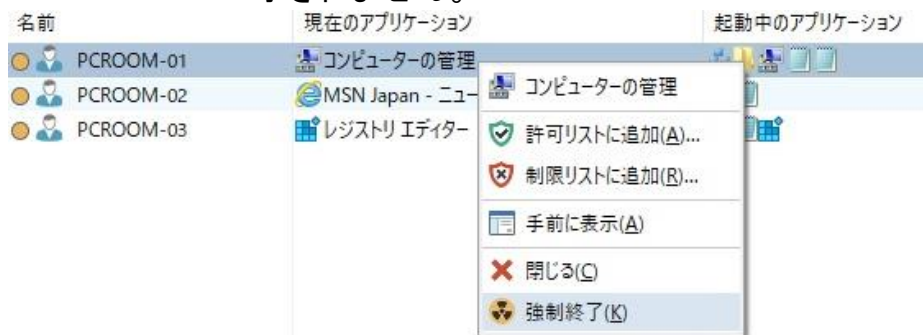 名前 現在のアプリケーション 起動中のアプリケーション
PCROOM-01 コンピューターの管理
PCROOM-02 MSN Japan - ニュー
PCROOM-03 レジストリ エディター
コンピューターの管理
許可リストに追加(A)...
制限リストに追加(R)...
手前に表示(A)
閉じる(C)
強制終了(K)